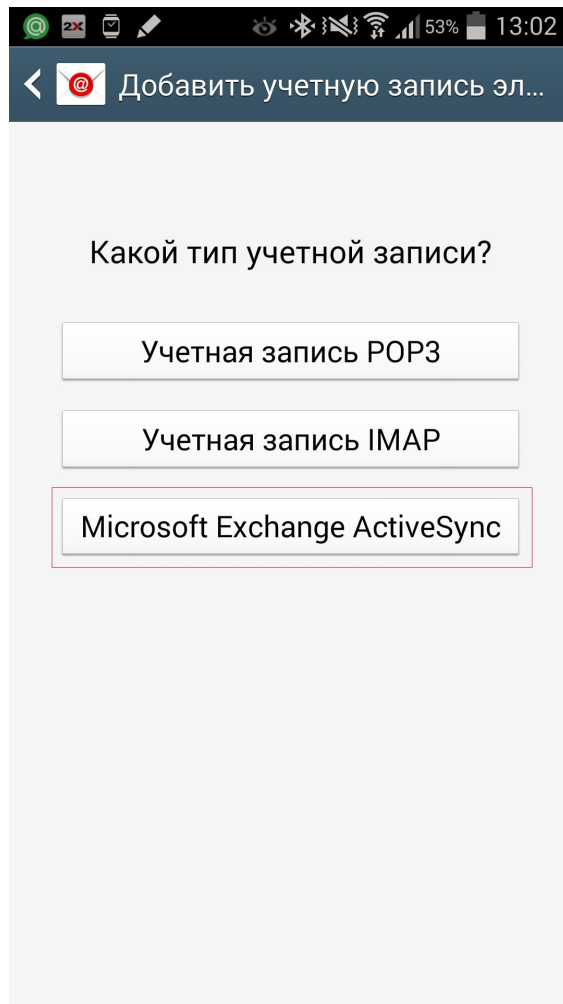 @ 2X 53% 13:02
@ Добавить учетную запись эл...
Какой тип учетной записи?
Учетная запись POP3
Учетная запись IMAP
Microsoft Exchange ActiveSync